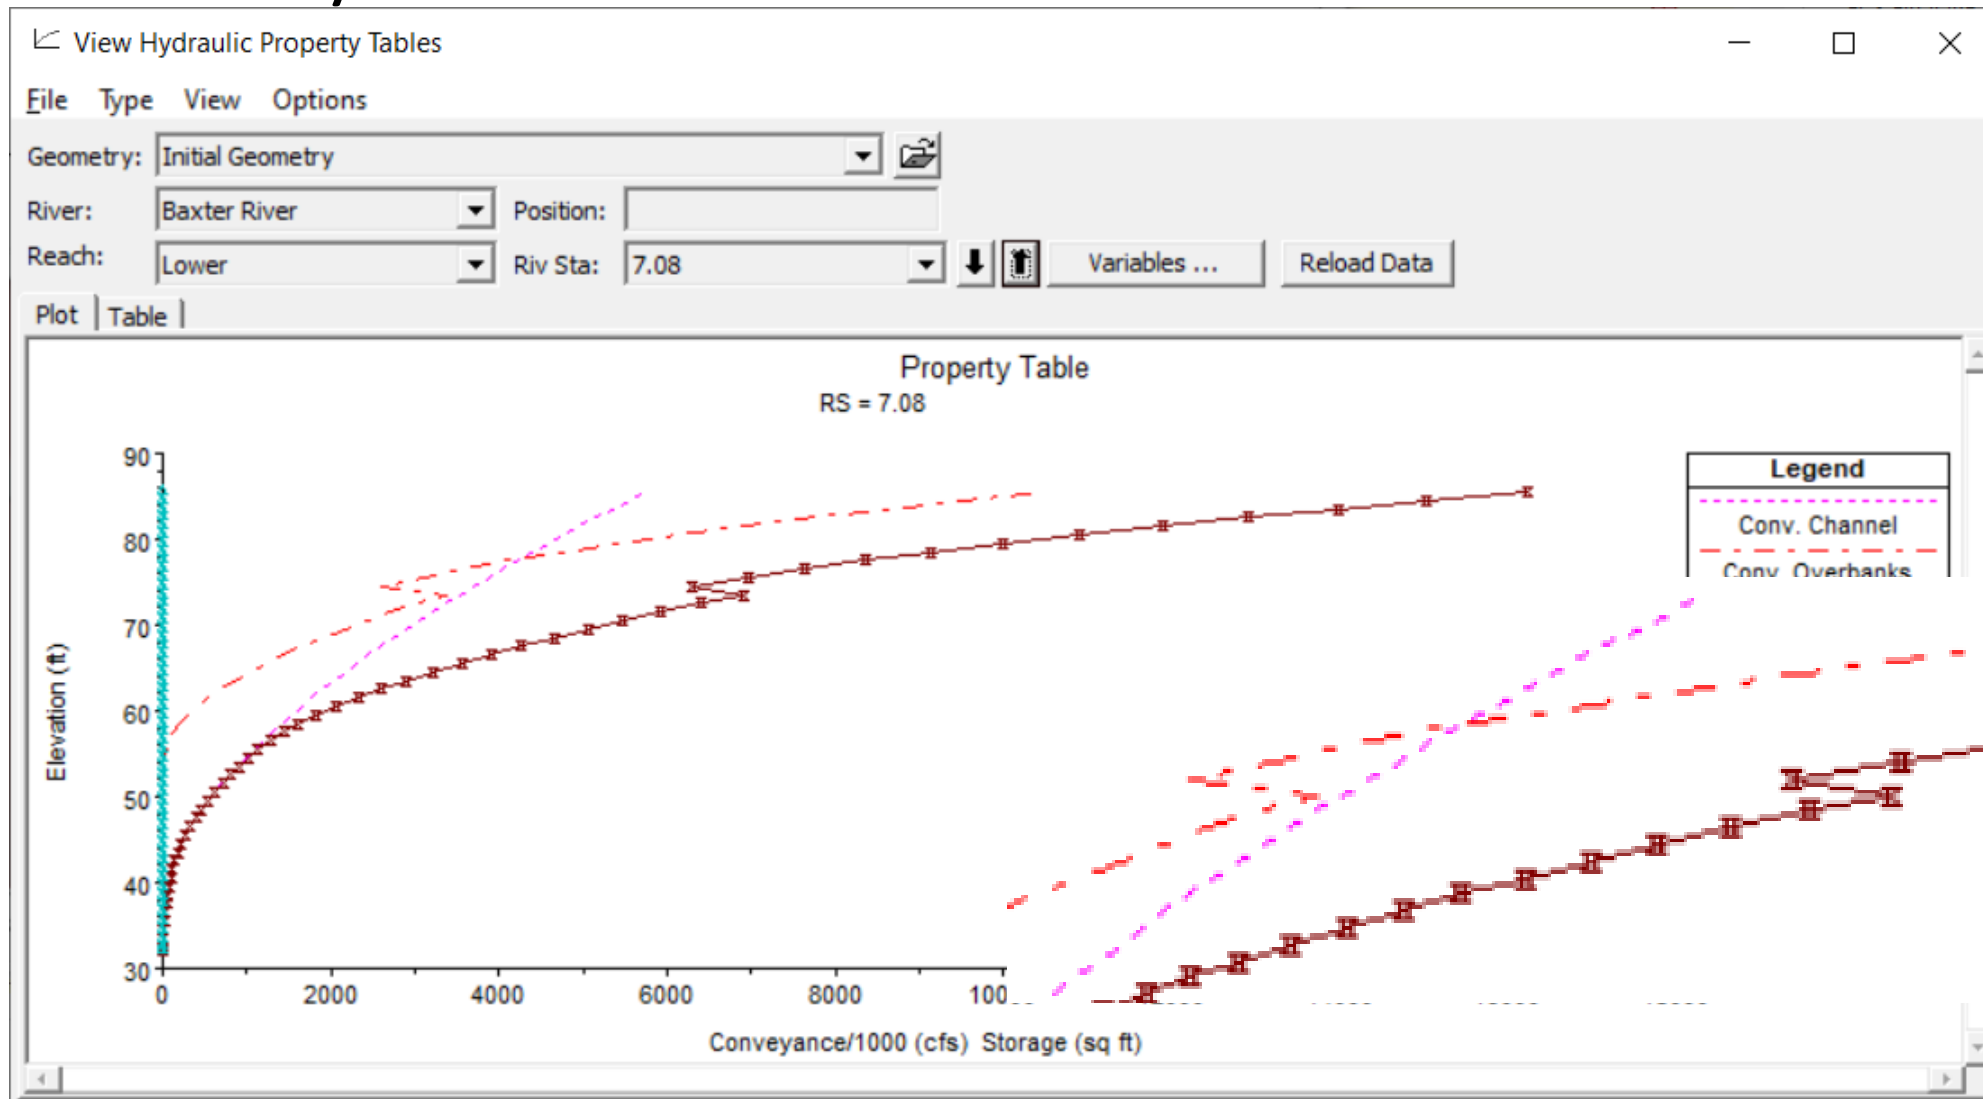 View Hydraulic Property Tables
File Type View Options
Geometry: Initial Geometry
River: Baxter River Position:
Reach: Lower Riv Sta: 7.08 Variables ... Reload Data
Plot Table
Property Table
RS = 7.08
Legend
Conv. Channel
Conv. Overbanks
90
80
70
60
50
40
30
Elevation (ft)
0 2000 4000 6000 8000 100
Conveyance/1000 (cfs) Storage (sq ft)